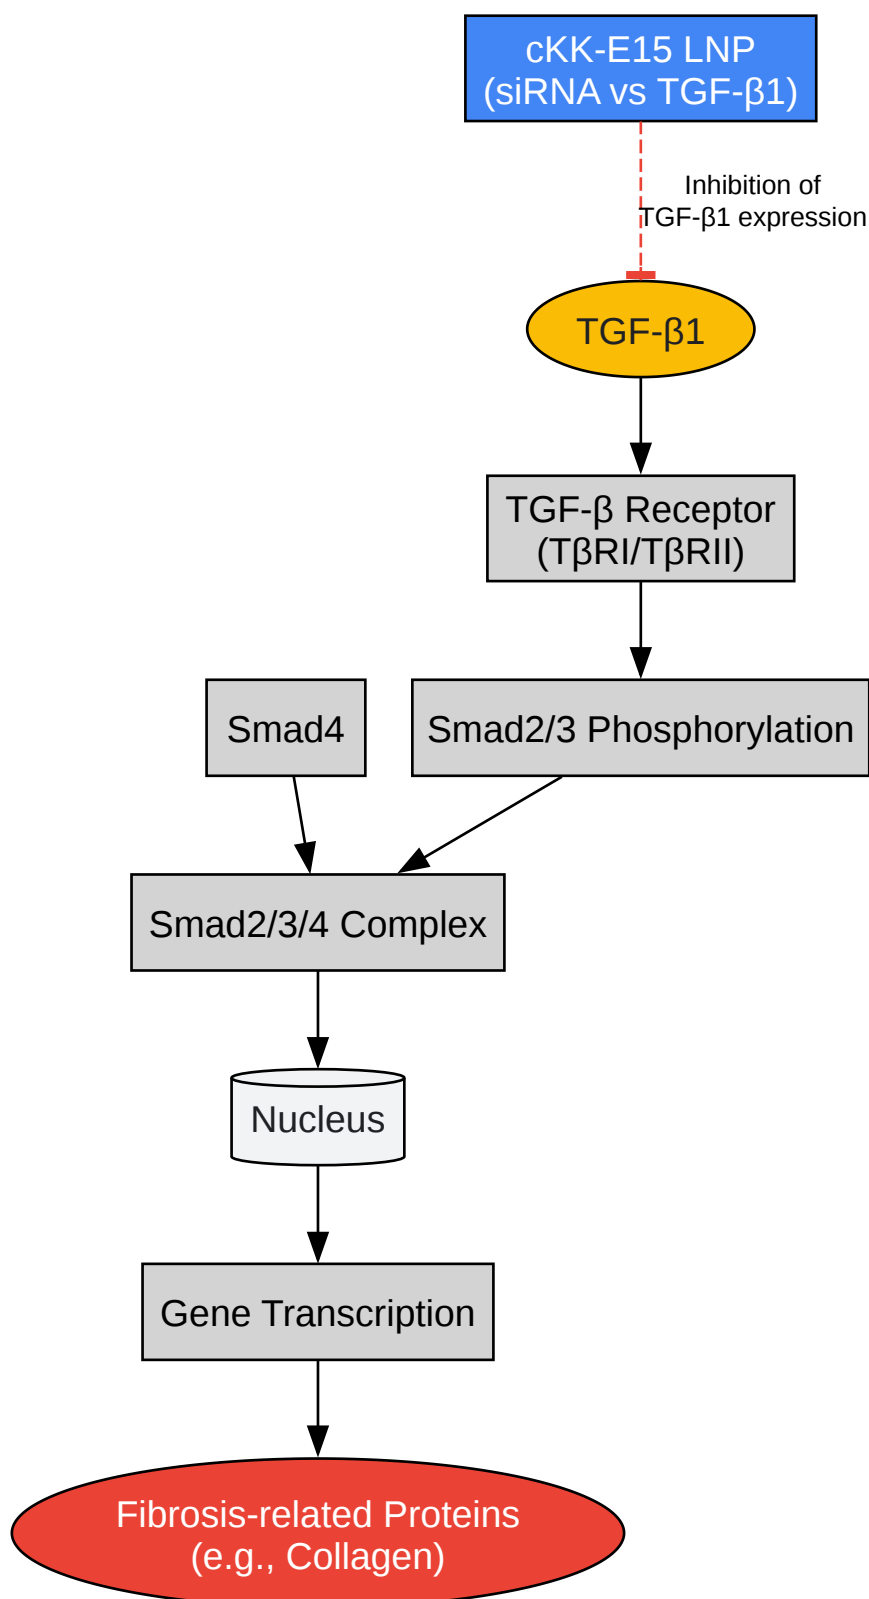 cKK-E15 LNP
(siRNA vs TGF-β1)
Inhibition of
TGF-β1 expression
TGF-β1
TGF-β Receptor
(TβRI/TβRII)
Smad4
Smad2/3 Phosphorylation
Smad2/3/4 Complex
Nucleus
Gene Transcription
Fibrosis-related Proteins
(e.g., Collagen)